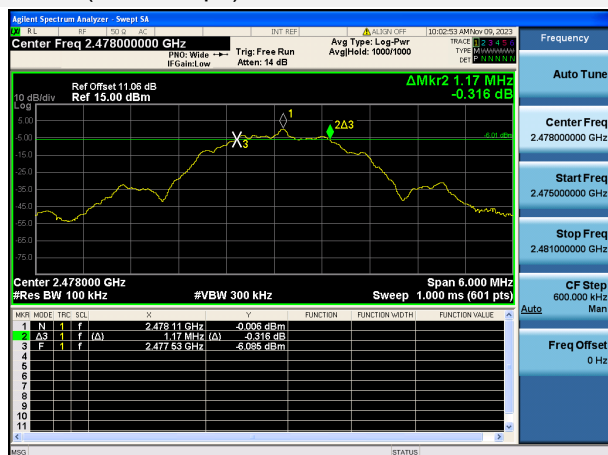 Agilent Spectrum Analyzer - Swept SA
RL RF 50 Ω AC INT REF ALIGN OFF 10:02:53 AM Nov 09, 2023
Center Freq 2.478000000 GHz
PNO: Wide
IFGain:Low
Trig: Free Run
Atten: 14 dB
Avg Type: Log-Pwr
Avg|Hold: 1000/1000
TRACE 1 2 3 4 5 6
TYPE M
DET P N N N N N
ΔMkr2 1.17 MHz
-0.316 dB
Ref Offset 11.06 dB
Ref 15.00 dBm
10 dB/div
Log
5.00
-5.00
-15.0
-25.0
-35.0
-45.0
-55.0
-65.0
-75.0
1
2Δ3
3
-6.01 dBm
Center 2.478000 GHz
Span 6.000 MHz
#Res BW 100 kHz
#VBW 300 kHz
Sweep 1.000 ms (601 pts)
MKR MODE TRC SCL X Y FUNCTION FUNCTION WIDTH FUNCTION VALUE
1 N 1 f 2.478 11 GHz -0.006 dBm
2 Δ3 1 f (Δ) 1.17 MHz (Δ) -0.316 dB
3 F 1 f 2.477 53 GHz -6.085 dBm
4
5
6
7
8
9
10
11
MSG
STATUS
Frequency
Auto Tune
Center Freq
2.478000000 GHz
Start Freq
2.475000000 GHz
Stop Freq
2.481000000 GHz
CF Step
600.000 kHz
Auto Man
Freq Offset
0 Hz